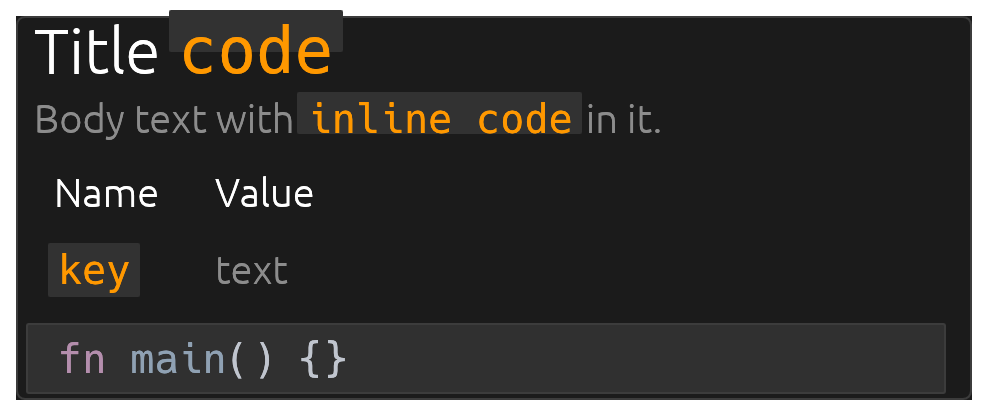 Title code
Body text with inline code in it.
Name Value
key text
fn main() {}